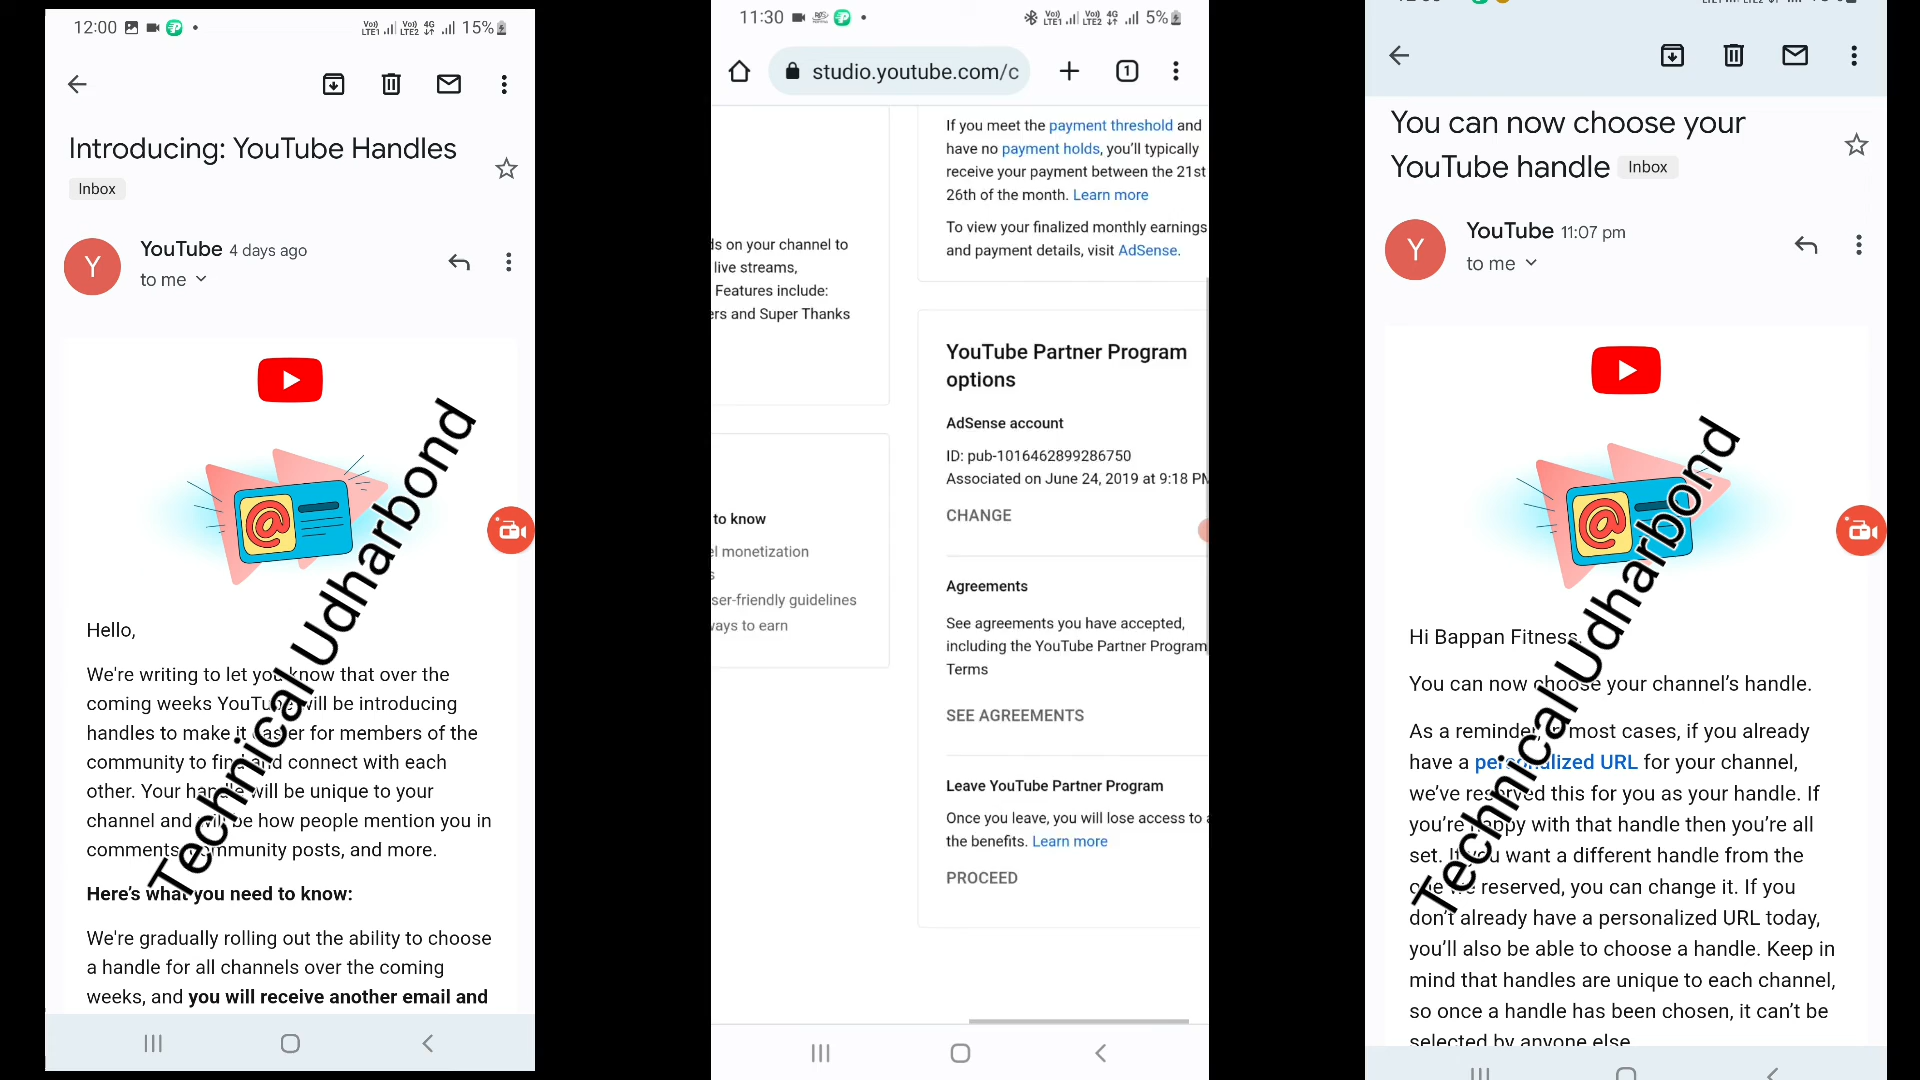 12:00
Vo)) LTE1 Vo)) LTE2 4G 15%
Introducing: YouTube Handles
Inbox
Y
YouTube 4 days ago
to me
Hello,
We're writing to let you know that over the
coming weeks YouTube will be introducing
handles to make it easier for members of the
community to find and connect with each
other. Your handle will be unique to your
channel and will be how people mention you in
comments, community posts, and more.
Here's what you need to know:
We're gradually rolling out the ability to choose
a handle for all channels over the coming
weeks, and you will receive another email and
Technical Udharbond
11:30
Vo)) LTE1 Vo)) LTE2 4G 5%
studio.youtube.com/c
1
If you meet the payment threshold and
have no payment holds, you'll typically
receive your payment between the 21st
26th of the month. Learn more
To view your finalized monthly earnings
and payment details, visit AdSense.
ds on your channel to
live streams,
Features include:
ers and Super Thanks
YouTube Partner Program
options
AdSense account
ID: pub-1016462899286750
Associated on June 24, 2019 at 9:18 PM
CHANGE
to know
el monetization
s
ser-friendly guidelines
ways to earn
Agreements
See agreements you have accepted,
including the YouTube Partner Program
Terms
SEE AGREEMENTS
Leave YouTube Partner Program
Once you leave, you will lose access to a
the benefits. Learn more
PROCEED
You can now choose your
YouTube handle Inbox
Y
YouTube 11:07 pm
to me
Hi Bappan Fitness,
You can now choose your channel's handle.
As a reminder, in most cases, if you already
have a personalized URL for your channel,
we've reserved this for you as your handle. If
you're happy with that handle then you're all
set. If you want a different handle from the
one we reserved, you can change it. If you
don't already have a personalized URL today,
you'll also be able to choose a handle. Keep in
mind that handles are unique to each channel,
so once a handle has been chosen, it can't be
selected by anyone else.
Technical Udharbond